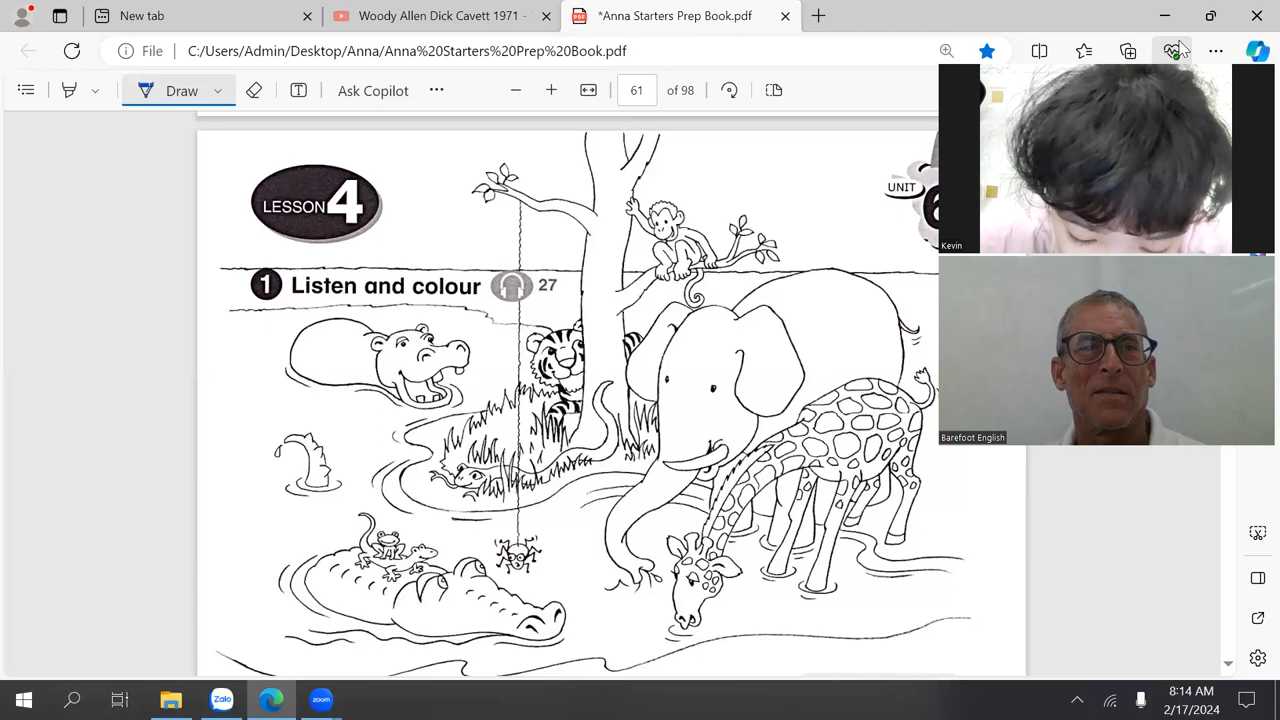 New tab
Woody Allen Dick Cavett 1971 -
*Anna Starters Prep Book.pdf
File
C:/Users/Admin/Desktop/Anna/Anna%20Starters%20Prep%20Book.pdf
Draw
Ask Copilot
61 of 98
LESSON 4
UNIT
1 Listen and colour 27
Kevin
Barefoot English
Zalo
zoom
8:14 AM
2/17/2024